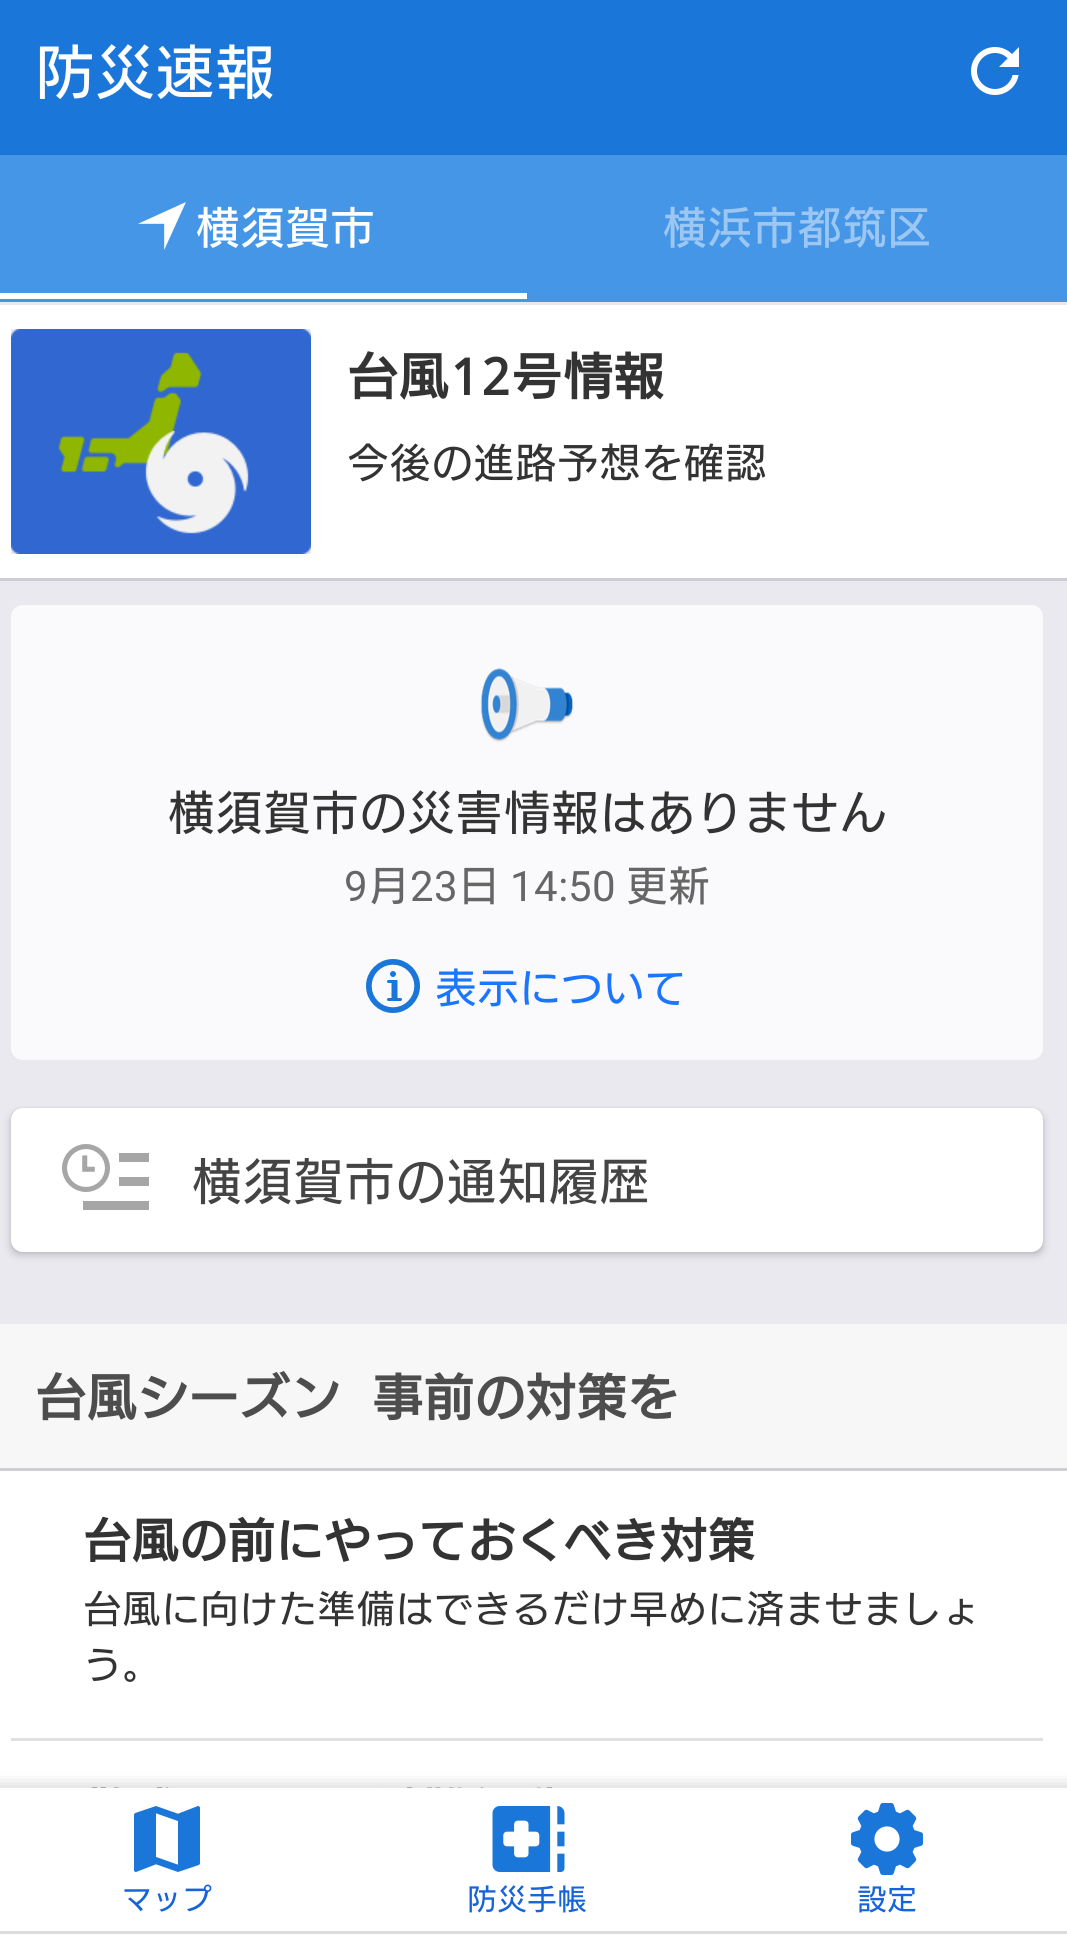 防災速報
横須賀市
横浜市都筑区
台風12号情報
今後の進路予想を確認
横須賀市の災害情報はありません
9月23日 14:50 更新
表示について
横須賀市の通知履歴
台風シーズン 事前の対策を
台風の前にやっておくべき対策
台風に向けた準備はできるだけ早めに済ませましょ
う。
マップ
防災手帳
設定